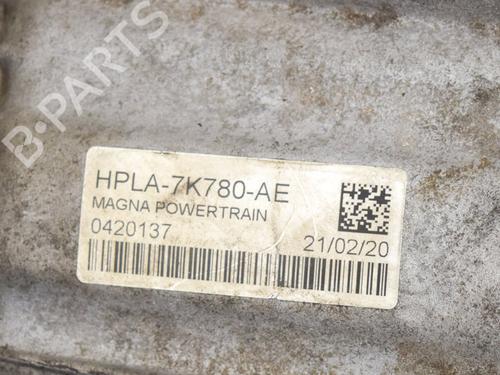 B-PARTS
HPLA-7K780-AE
MAGNA POWERTRAIN
0420137
21/02/20